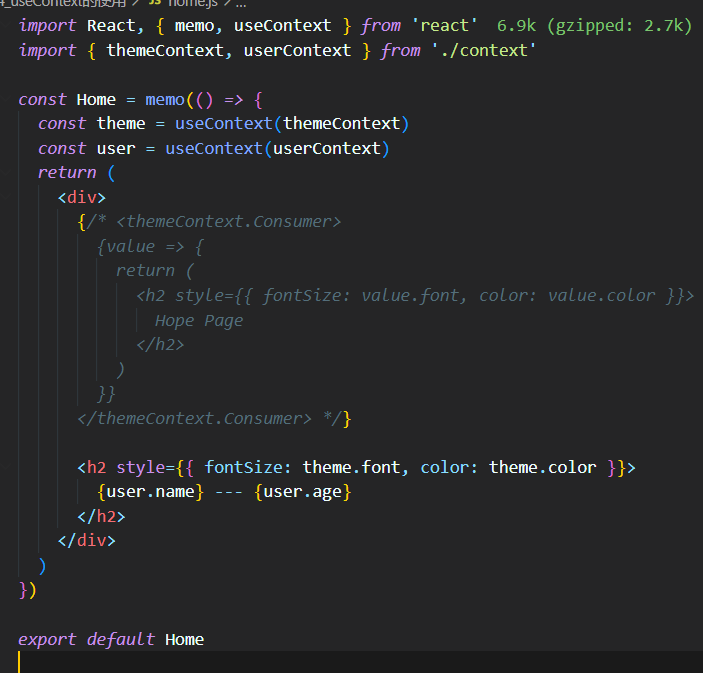 4_useContext的使用 > JS home.js > ...
import React, { memo, useContext } from 'react'  6.9k (gzipped: 2.7k)
import { themeContext, userContext } from './context'
const Home = memo(() => {
  const theme = useContext(themeContext)
  const user = useContext(userContext)
  return (
    <div>
      {/* <themeContext.Consumer>
        {value => {
          return (
            <h2 style={{ fontSize: value.font, color: value.color }}>
              Hope Page
            </h2>
          )
        }}
      </themeContext.Consumer> */}
      <h2 style={{ fontSize: theme.font, color: theme.color }}>
        {user.name} --- {user.age}
      </h2>
    </div>
  )
})
export default Home